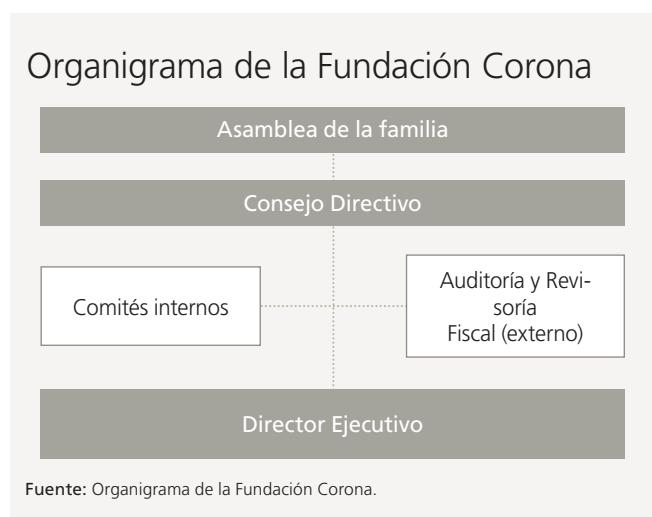 Organigrama de la Fundación Corona
Asamblea de la familia
Consejo Directivo
Comités internos
Auditoría y Revi-
soría
Fiscal (externo)
Director Ejecutivo
Fuente: Organigrama de la Fundación Corona.